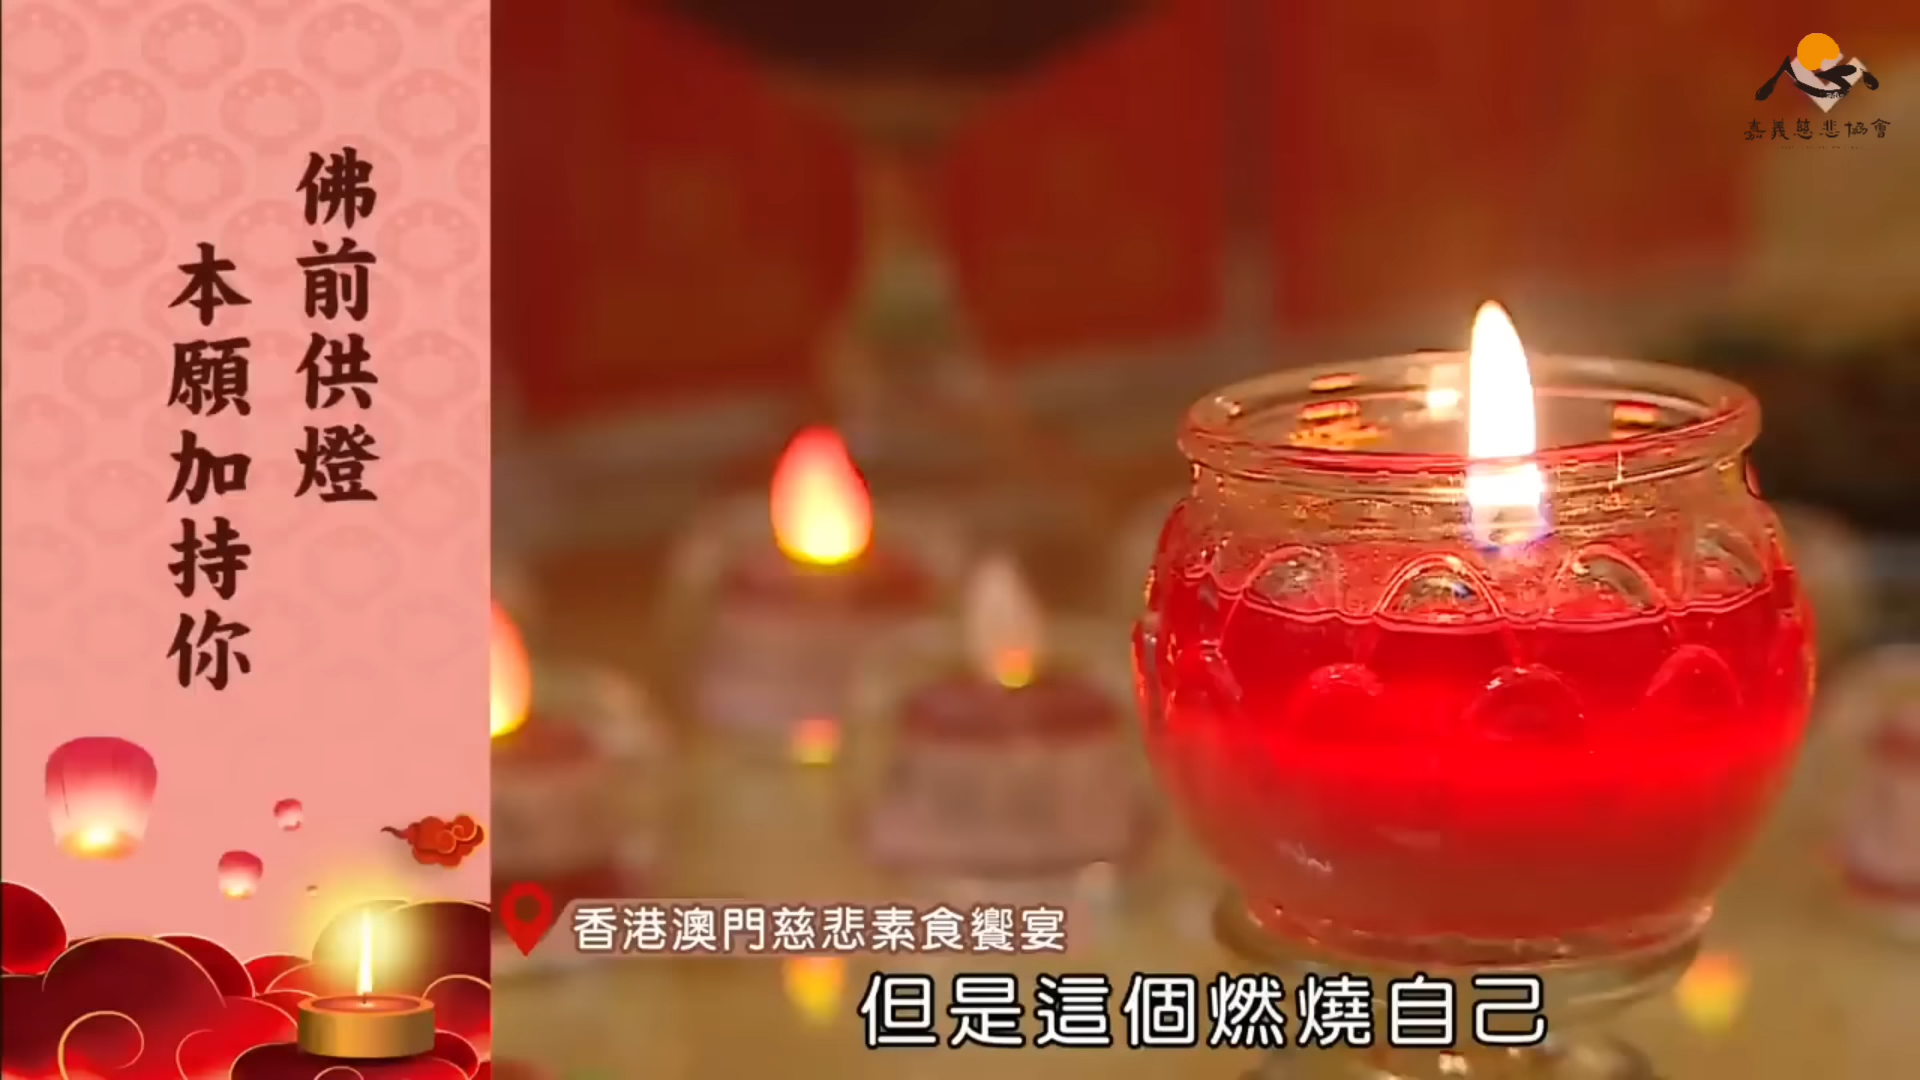 佛前供燈
本願加持你
嘉義慈悲協會
香港澳門慈悲素食饗宴
但是這個燃燒自己